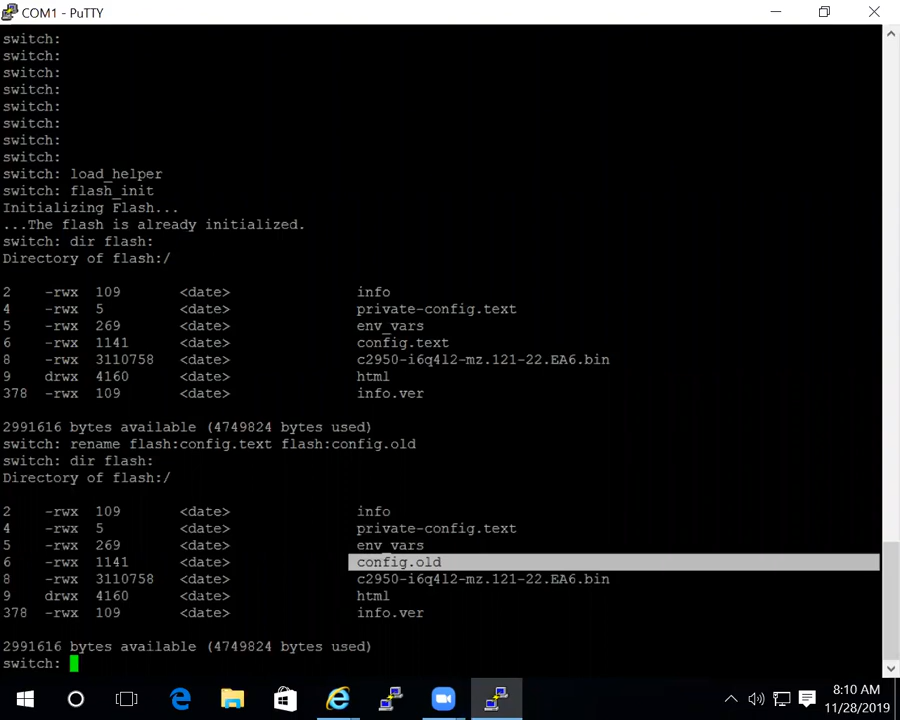 COM1 - PuTTY
switch:
switch:
switch:
switch:
switch:
switch:
switch:
switch:
switch: load_helper
switch: flash_init
Initializing Flash...
...The flash is already initialized.
switch: dir flash:
Directory of flash:/
2 -rwx 109 <date> info
4 -rwx 5 <date> private-config.text
5 -rwx 269 <date> env_vars
6 -rwx 1141 <date> config.text
8 -rwx 3110758 <date> c2950-i6q4l2-mz.121-22.EA6.bin
9 drwx 4160 <date> html
378 -rwx 109 <date> info.ver
2991616 bytes available (4749824 bytes used)
switch: rename flash:config.text flash:config.old
switch: dir flash:
Directory of flash:/
2 -rwx 109 <date> info
4 -rwx 5 <date> private-config.text
5 -rwx 269 <date> env_vars
6 -rwx 1141 <date> config.old
8 -rwx 3110758 <date> c2950-i6q4l2-mz.121-22.EA6.bin
9 drwx 4160 <date> html
378 -rwx 109 <date> info.ver
2991616 bytes available (4749824 bytes used)
switch:
8:10 AM
11/28/2019